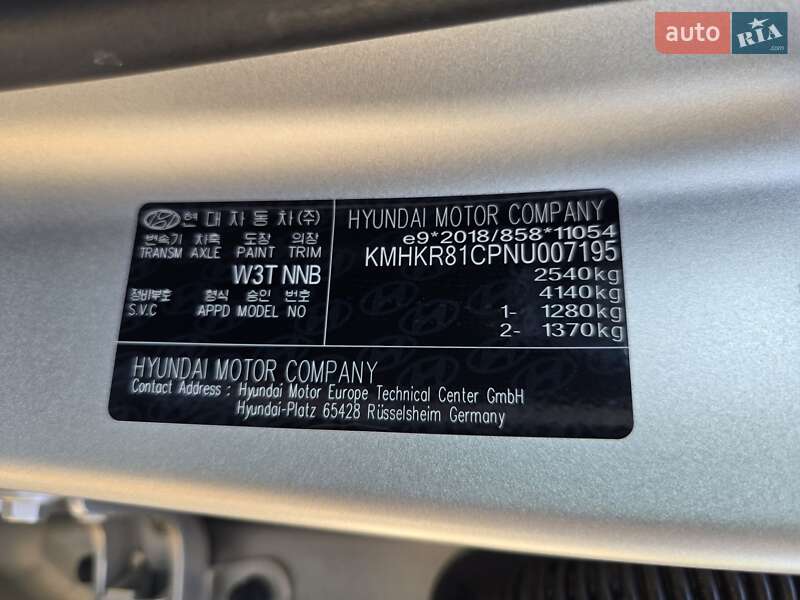 auto RIA .com
현대자동차(주)
변속기 차축 도장 의장
TRANSM AXLE PAINT TRIM
W3T NNB
정비부호 형식 승인 번호
S.V.C APPD MODEL NO
HYUNDAI MOTOR COMPANY
e9*2018/858*11054
KMHKR81CPNU007195
2540kg
4140kg
1- 1280kg
2- 1370kg
HYUNDAI MOTOR COMPANY
Contact Address : Hyundai Motor Europe Technical Center GmbH
Hyundai-Platz 65428 Rüsselsheim Germany